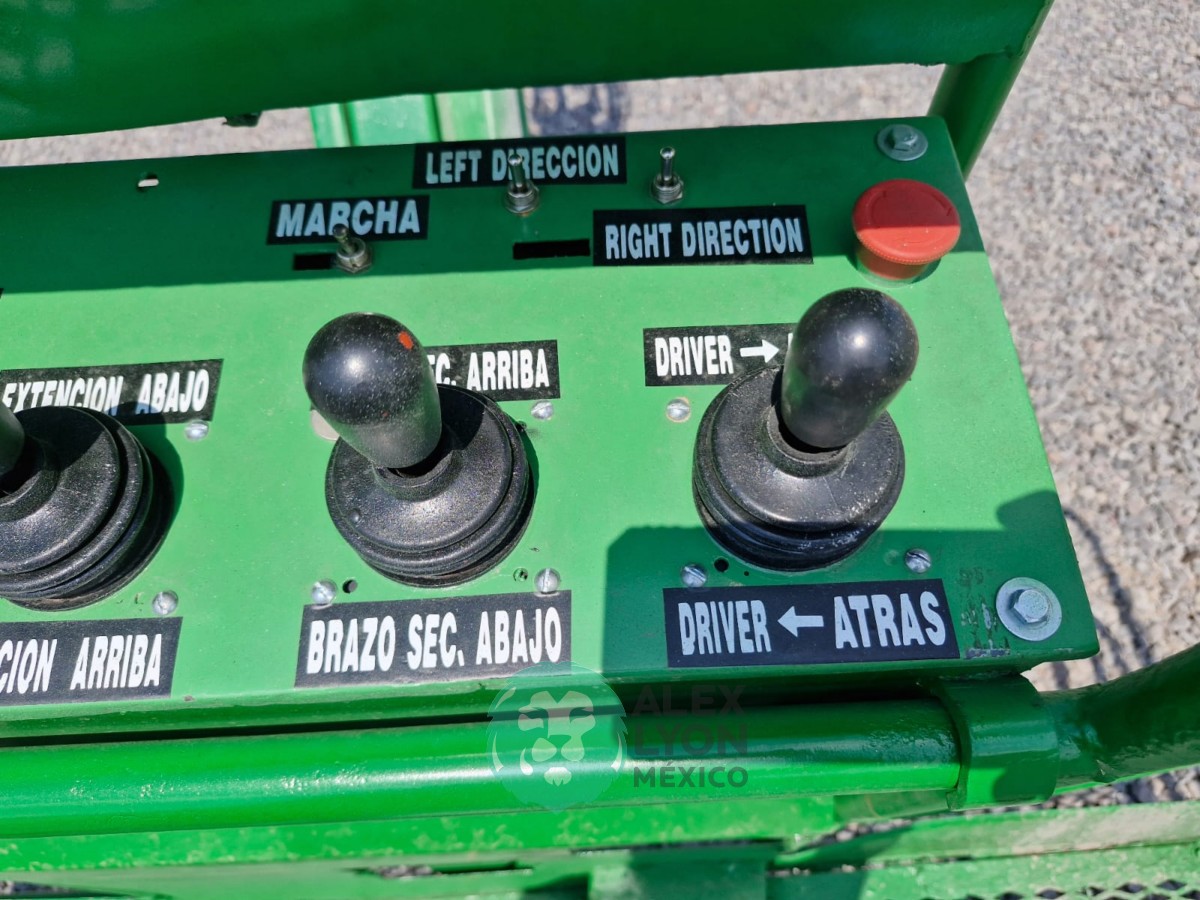 LEFT DIRECCION
MARCHA
RIGHT DIRECTION
DRIVER →
EXTENCION ABAJO
EC. ARRIBA
BRAZO SEC. ABAJO
DRIVER ← ATRAS
CION ARRIBA
ALEX
LYON
MÉXICO